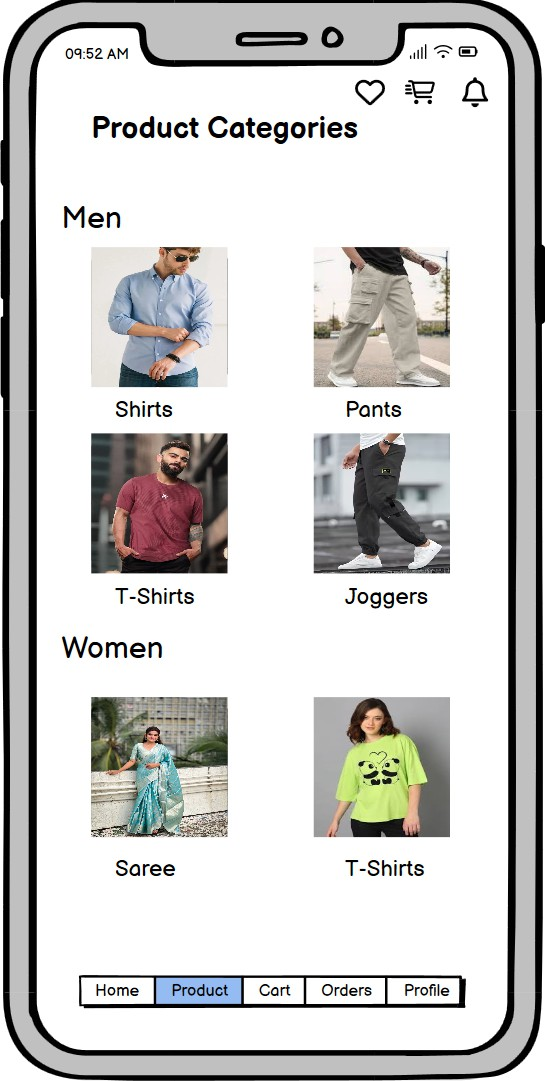 09:52 AM
Product Categories
Men
Shirts Pants
T-Shirts Joggers
Women
Saree T-Shirts
Home Product Cart Orders Profile